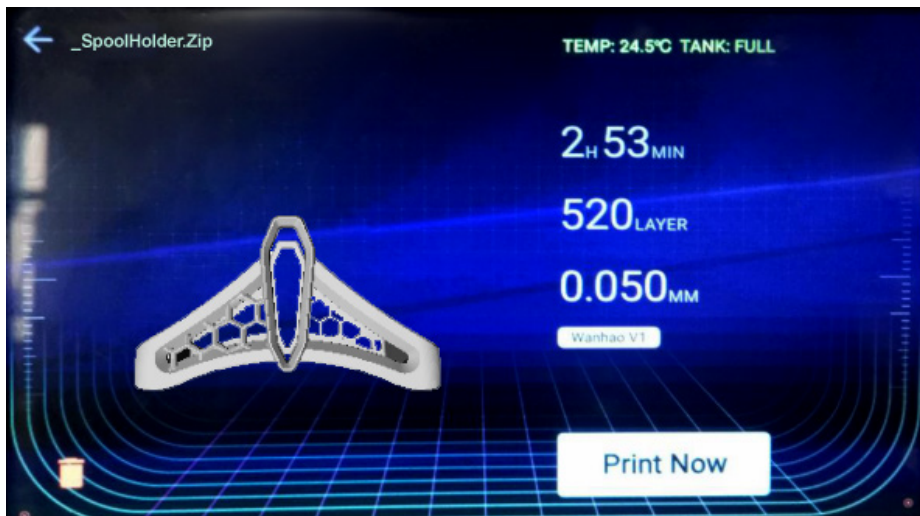 _SpoolHolder.Zip
TEMP: 24.5℃ TANK: FULL
2H 53MIN
520LAYER
0.050MM
Wanhao V1
Print Now